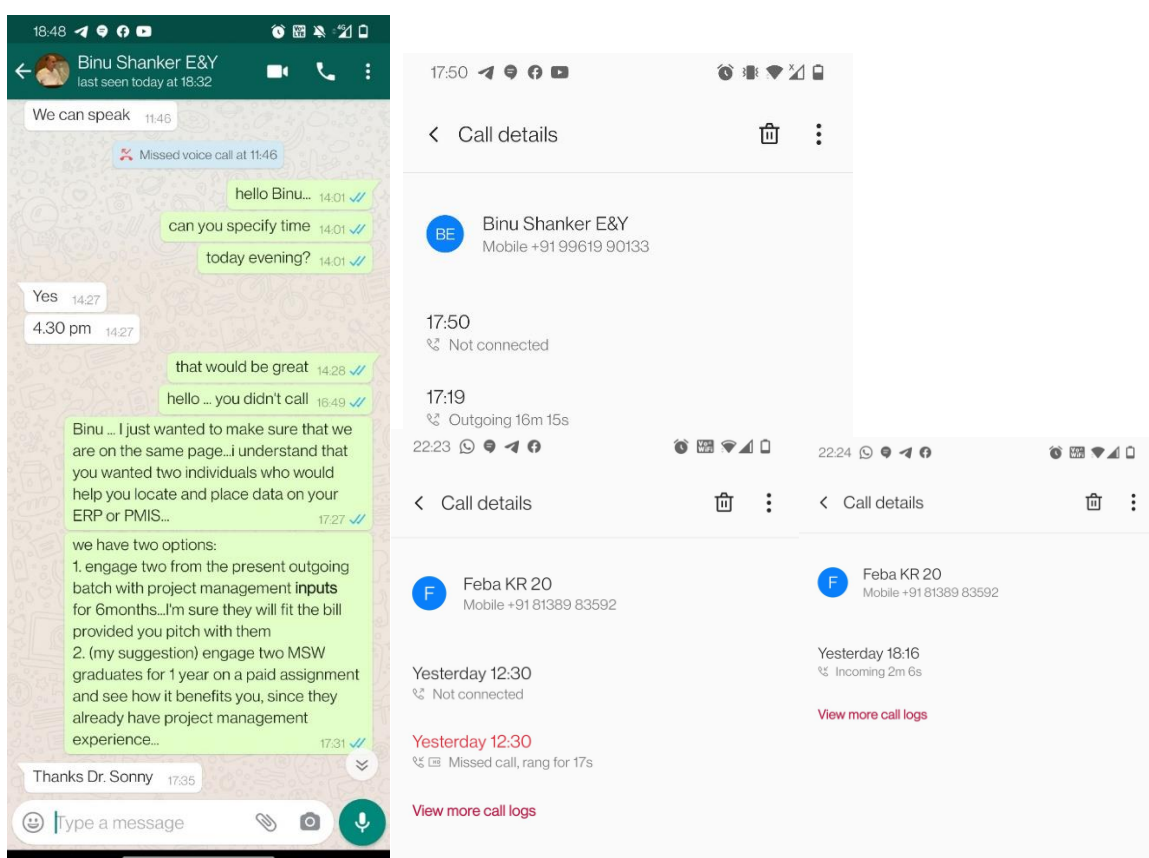 18:48
Binu Shanker E&Y
last seen today at 18:32
We can speak 11:46
Missed voice call at 11:46
hello Binu... 14:01
can you specify time 14:01
today evening? 14:01
Yes 14:27
4.30 pm 14:27
that would be great 14:28
hello ... you didn't call 16:49
Binu ... I just wanted to make sure that we
are on the same page...i understand that
you wanted two individuals who would
help you locate and place data on your
ERP or PMIS... 17:27
we have two options:
1. engage two from the present outgoing
batch with project management inputs
for 6months...I'm sure they will fit the bill
provided you pitch with them
2. (my suggestion) engage two MSW
graduates for 1 year on a paid assignment
and see how it benefits you, since they
already have project management
experience... 17:31
Thanks Dr. Sonny 17:35
Type a message
17:50
Call details
BE
Binu Shanker E&Y
Mobile +91 99619 90133
17:50
Not connected
17:19
Outgoing 16m 15s
22:23
Call details
F
Feba KR 20
Mobile +91 81389 83592
Yesterday 12:30
Not connected
Yesterday 12:30
Missed call, rang for 17s
View more call logs
22:24
Call details
F
Feba KR 20
Mobile +91 81389 83592
Yesterday 18:16
Incoming 2m 6s
View more call logs